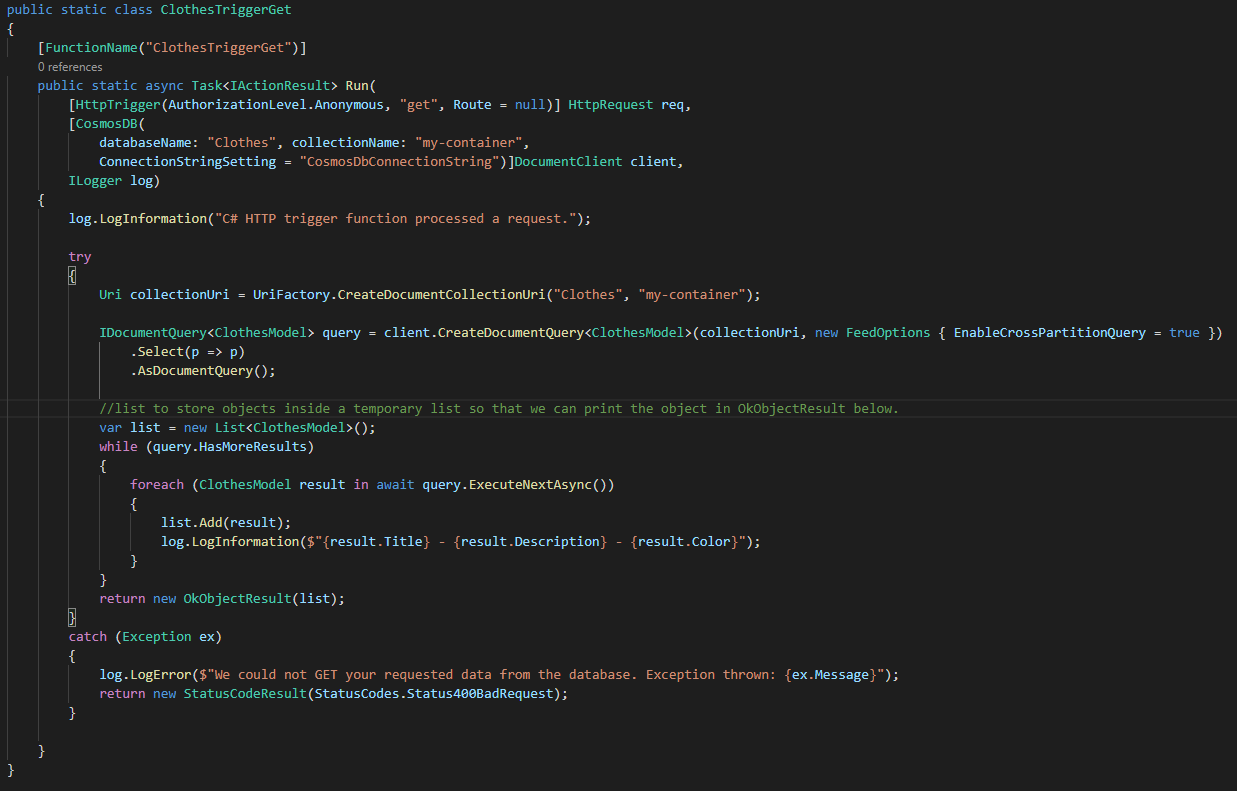 public static class ClothesTriggerGet
{
    [FunctionName("ClothesTriggerGet")]
    0 references
    public static async Task<IActionResult> Run(
        [HttpTrigger(AuthorizationLevel.Anonymous, "get", Route = null)] HttpRequest req,
        [CosmosDB(
            databaseName: "Clothes", collectionName: "my-container",
            ConnectionStringSetting = "CosmosDbConnectionString")]DocumentClient client,
        ILogger log)
    {
        log.LogInformation("C# HTTP trigger function processed a request.");

        try
        {
            Uri collectionUri = UriFactory.CreateDocumentCollectionUri("Clothes", "my-container");

            IDocumentQuery<ClothesModel> query = client.CreateDocumentQuery<ClothesModel>(collectionUri, new FeedOptions { EnableCrossPartitionQuery = true })
                .Select(p => p)
                .AsDocumentQuery();

            //list to store objects inside a temporary list so that we can print the object in OkObjectResult below.
            var list = new List<ClothesModel>();
            while (query.HasMoreResults)
            {
                foreach (ClothesModel result in await query.ExecuteNextAsync())
                {
                    list.Add(result);
                    log.LogInformation($"{result.Title} - {result.Description} - {result.Color}");
                }
            }
            return new OkObjectResult(list);
        }
        catch (Exception ex)
        {
            log.LogError($"We could not GET your requested data from the database. Exception thrown: {ex.Message}");
            return new StatusCodeResult(StatusCodes.Status400BadRequest);
        }

    }
}